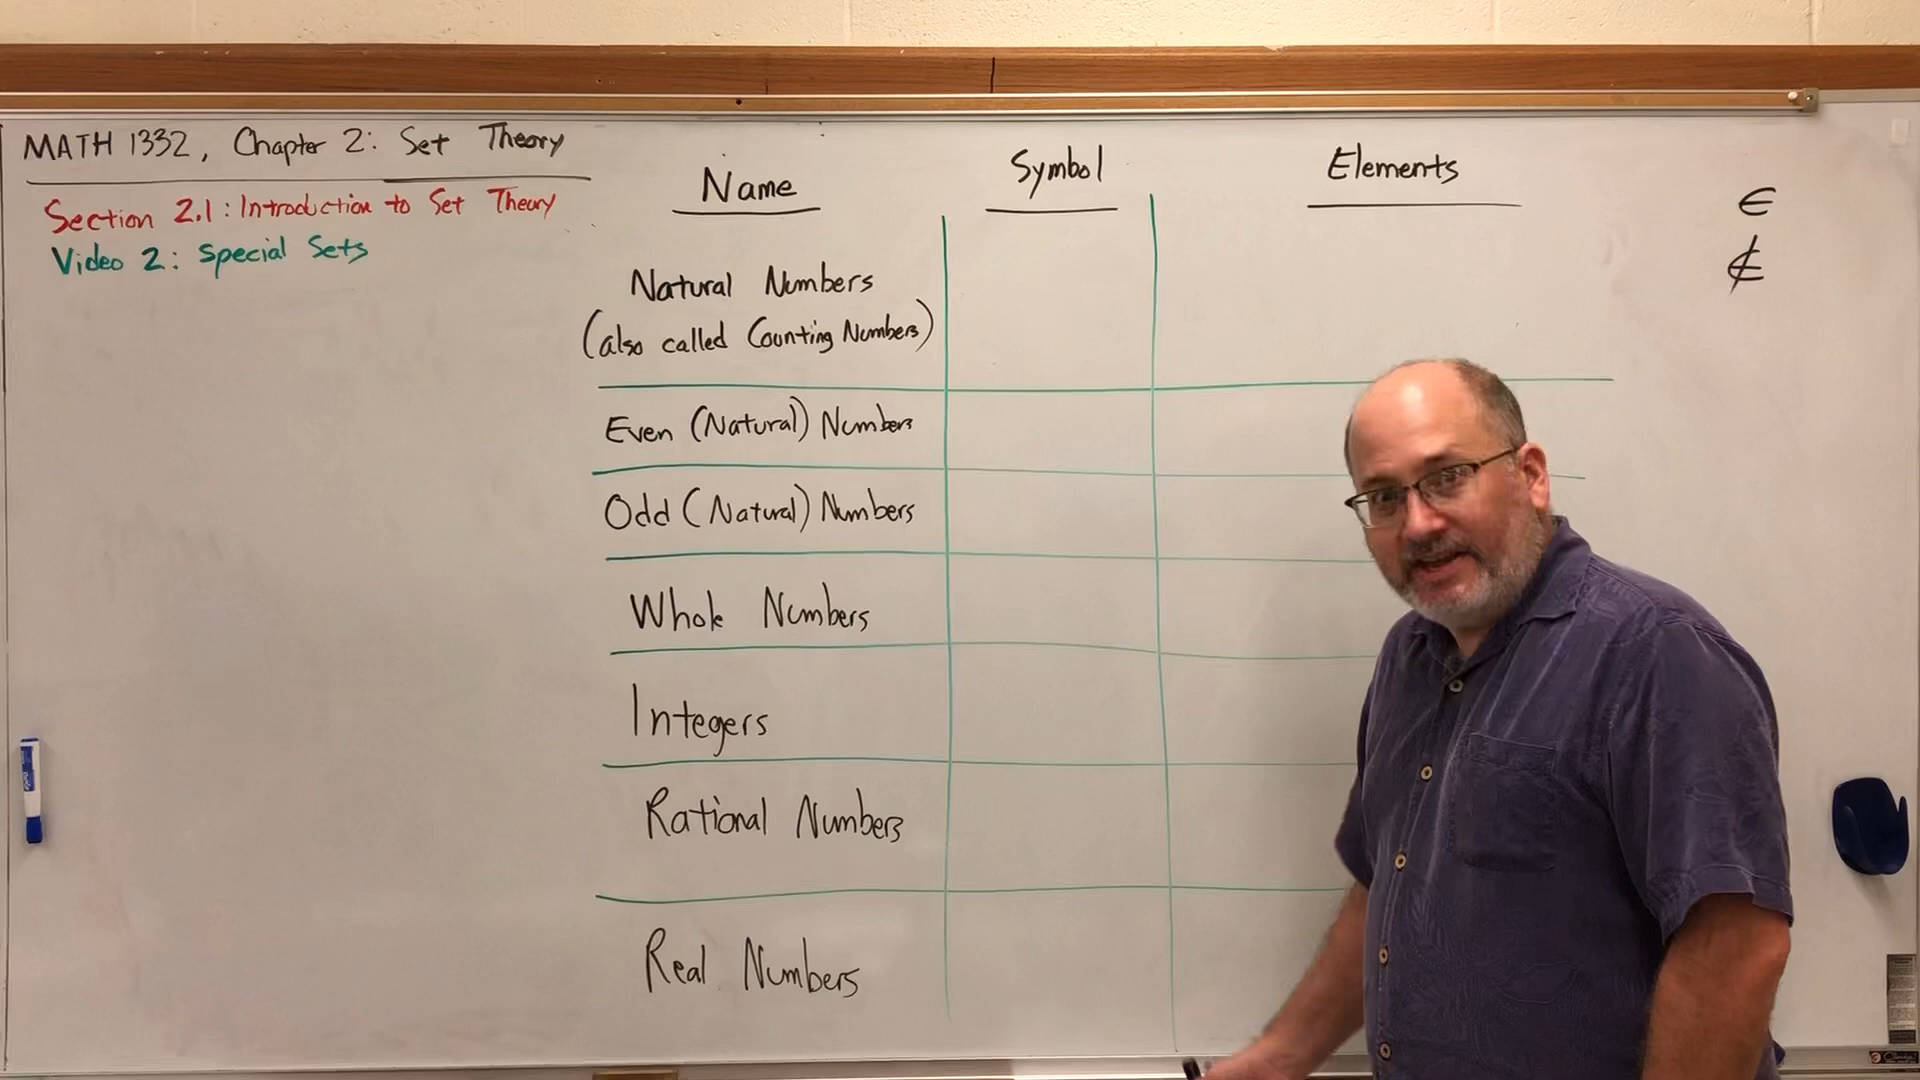 MATH 1332, Chapter 2: Set Theory
Section 2.1: Introduction to Set Theory
Video 2: Special Sets
Name
Symbol
Elements
∈
∉
Natural Numbers
(also called Counting Numbers)
Even (Natural) Numbers
Odd (Natural) Numbers
Whole Numbers
Integers
Rational Numbers
Real Numbers